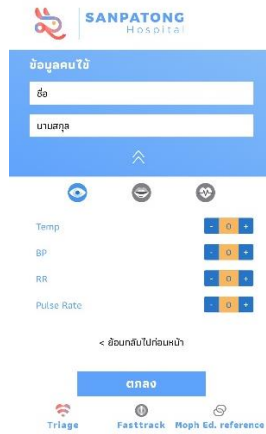 SANPATONG
Hospital
ข้อมูลคนไข้
ชื่อ
นามสกุล
Temp - 0 +
BP - 0 +
RR - 0 +
Pulse Rate - 0 +
< ย้อนกลับไปก่อนหน้า
ตกลง
Triage Fasttrack Moph Ed. reference